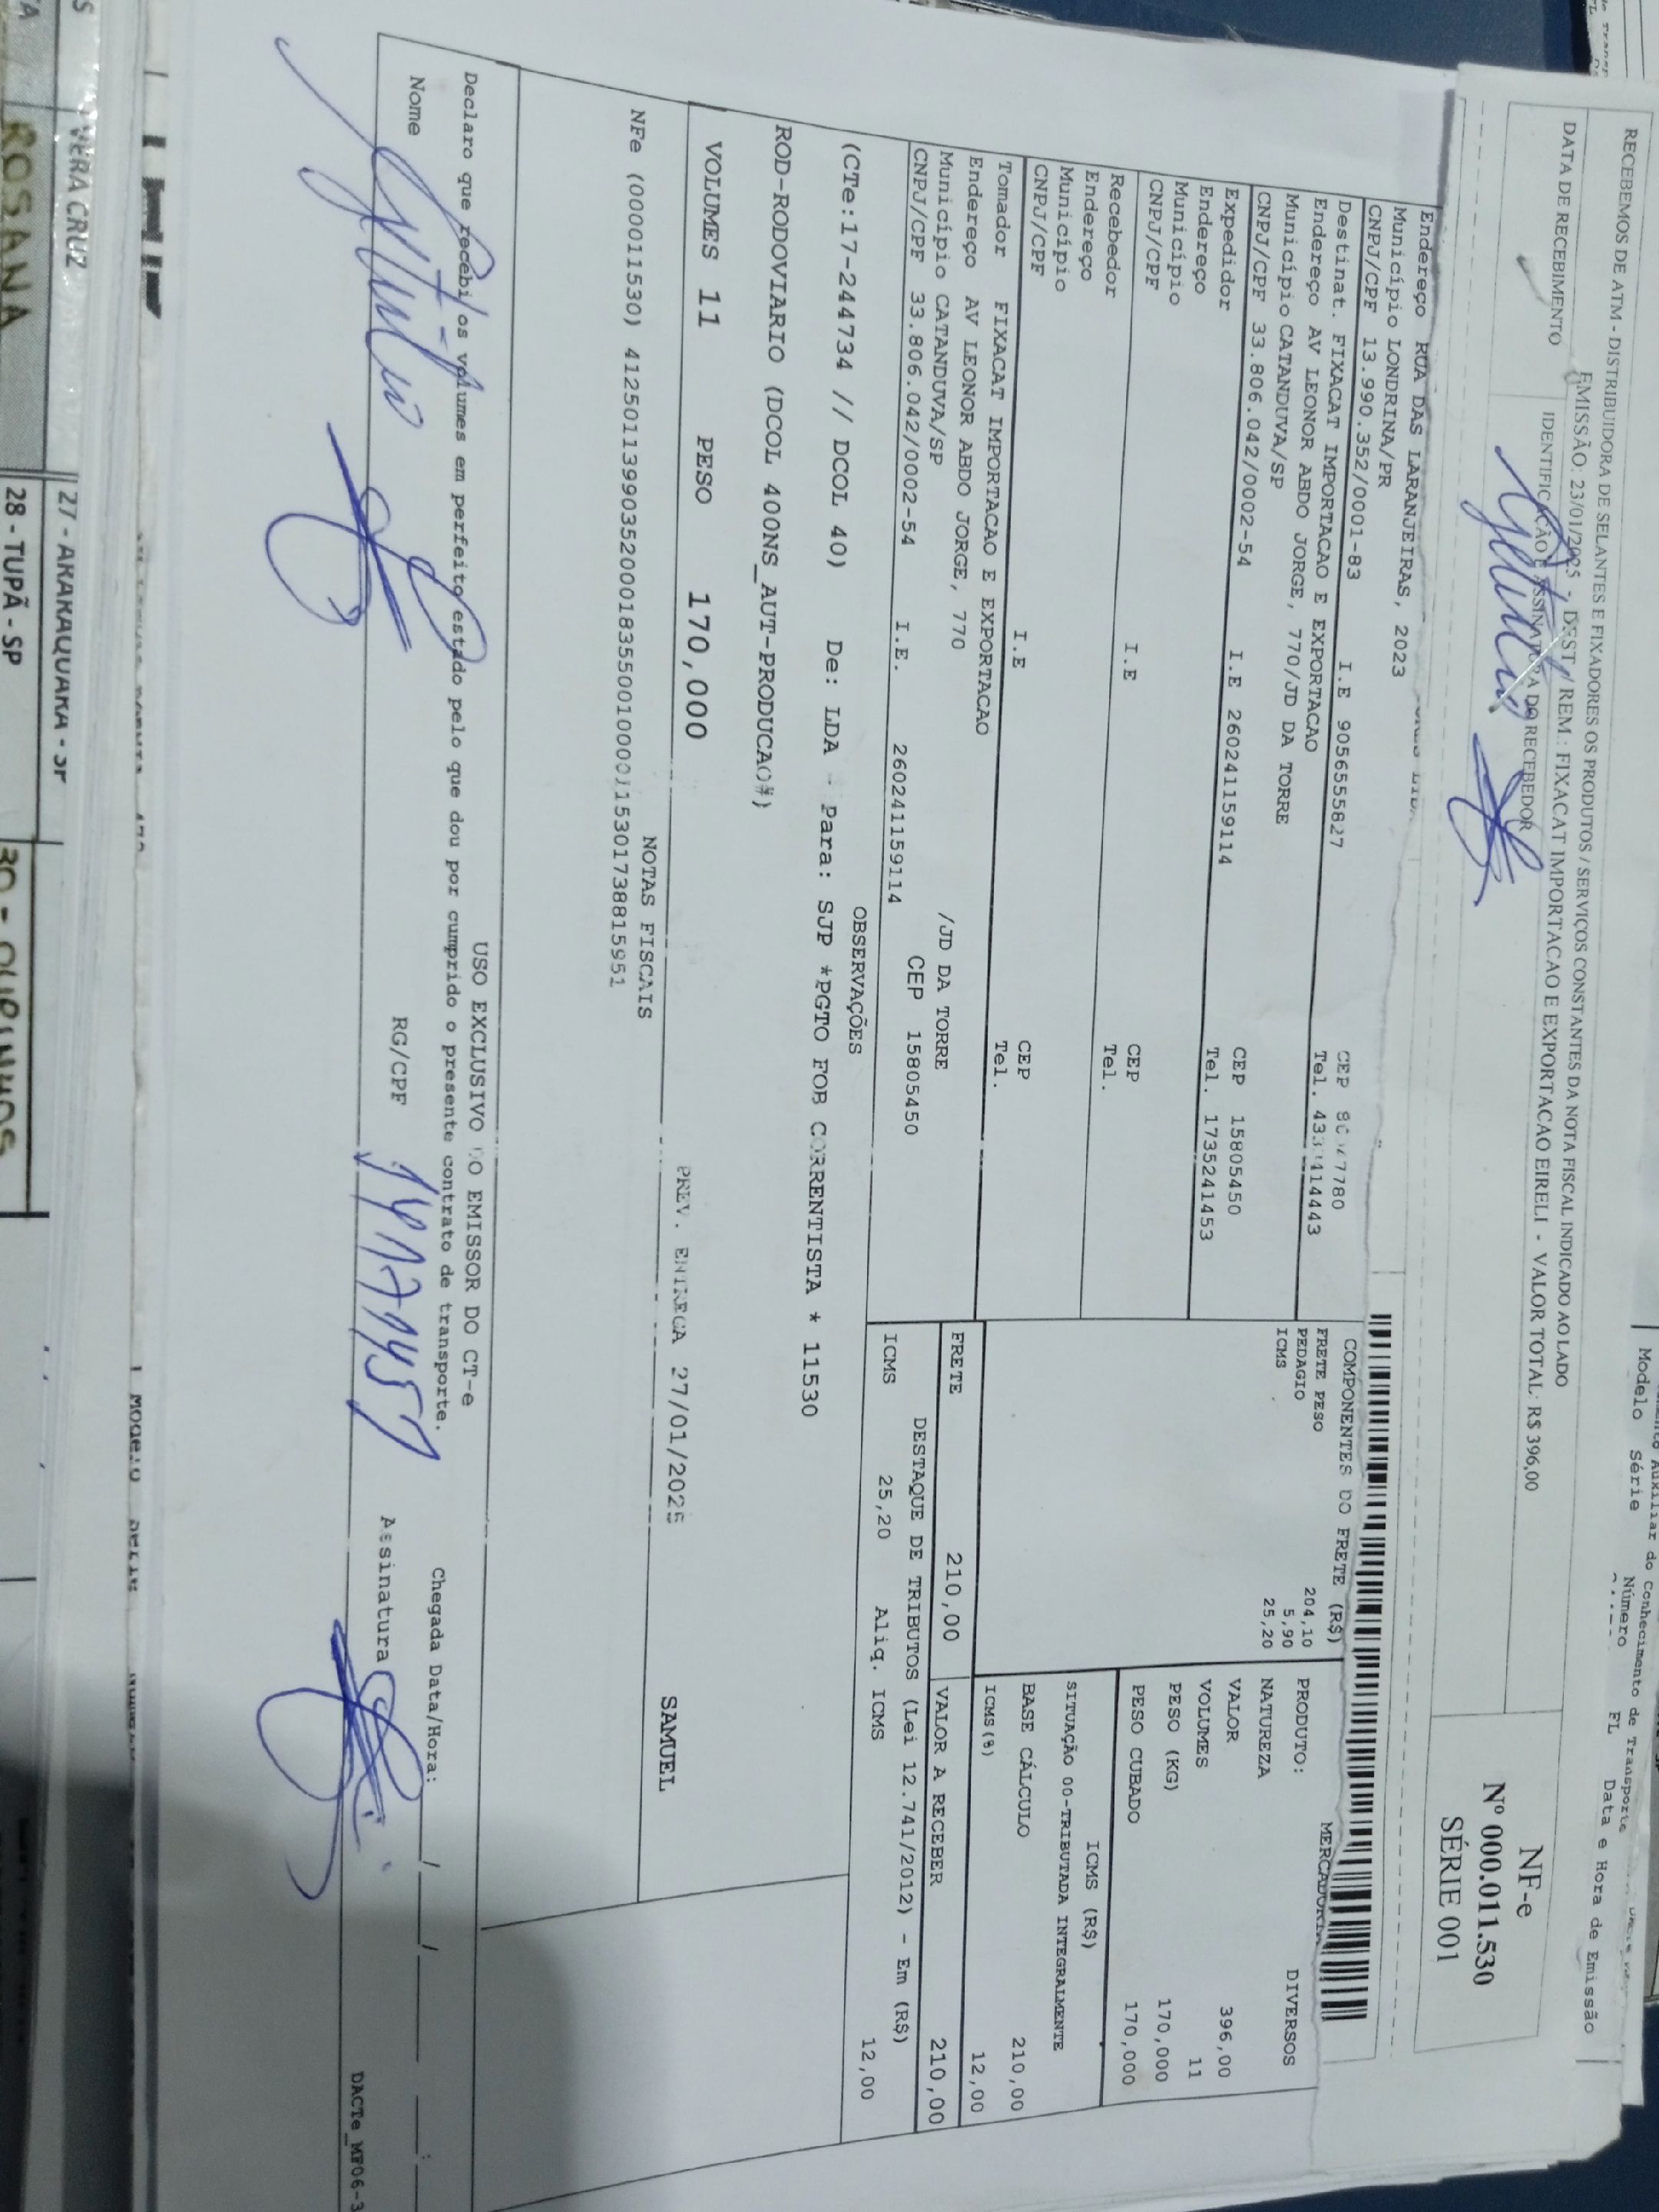 RECEBEMOS DE ATM - DISTRIBUIDORA DE SELANTES E FIXADORES OS PRODUTOS / SERVIÇOS CONSTANTES DA NOTA FISCAL INDICADO AO LADO
EMISSÃO: 23/01/2025 - DEST / REM.: FIXACAT IMPORTACAO E EXPORTACAO EIRELI - VALOR TOTAL: R$ 396,00
DATA DE RECEBIMENTO
IDENTIFICAÇÃO E ASSINATURA DO RECEBEDOR
NF-e
Nº 000.011.530
SÉRIE 001
Modelo Série Número FL Data e Hora de Emissão
Endereço RUA DAS LARANJEIRAS, 2023
Município LONDRINA/PR
CNPJ/CPF 13.990.352/0001-83 I.E 9056555827
Destinat. FIXACAT IMPORTACAO E EXPORTACAO
Endereço AV LEONOR ABDO JORGE, 770/JD DA TORRE
Município CATANDUVA/SP CEP 15805450
CNPJ/CPF 33.806.042/0002-54 I.E 260241159114 Tel. 1735241453
Expedidor
Endereço
Município CEP
CNPJ/CPF I.E Tel.
Recebedor
Endereço
Município CEP
CNPJ/CPF I.E Tel.
Tomador FIXACAT IMPORTACAO E EXPORTACAO
Endereço AV LEONOR ABDO JORGE, 770 /JD DA TORRE
Município CATANDUVA/SP CEP 15805450
CNPJ/CPF 33.806.042/0002-54 I.E. 260241159114
COMPONENTES DO FRETE (R$)
FRETE PESO 204,10
PEDAGIO 5,90
ICMS 25,20
PRODUTO: DIVERSOS
NATUREZA
VALOR 396,00
VOLUMES 11
PESO (KG) 170,000
PESO CUBADO 170,000
ICMS (R$)
SITUAÇÃO 00-TRIBUTADA INTEGRALMENTE
BASE CÁLCULO 210,00
ICMS(%) 12,00
FRETE 210,00 VALOR A RECEBER 210,00
DESTAQUE DE TRIBUTOS (Lei 12.741/2012) - Em (R$)
ICMS 25,20 Aliq. ICMS 12,00
OBSERVAÇÕES
(CTe:17-244734 // DCOL 40) De: LDA - Para: SJP *PGTO FOB CORRENTISTA * 11530
ROD-RODOVIARIO (DCOL 400NS_AUT-PRODUCAO#)
VOLUMES 11 PESO 170,000 PREV. ENTREGA 27/01/2025 SAMUEL
NOTAS FISCAIS
NFe (000011530) 41250113990352000183550010000115301738815951
USO EXCLUSIVO DO EMISSOR DO CT-e
Declaro que recebi os volumes em perfeito estado pelo que dou por cumprido o presente contrato de transporte.
Chegada Data/Hora: __/__/__ __:__
Nome RG/CPF Assinatura
VERA CRUZ
27 - ARARAQUARA - SP
ROSANA
28 - TUPÃ - SP